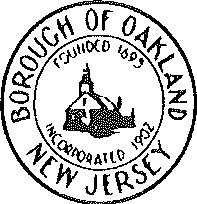 BOROUGH OF OAKLAND
NEW JERSEY
FOUNDED 1695
INCORPORATED 1902